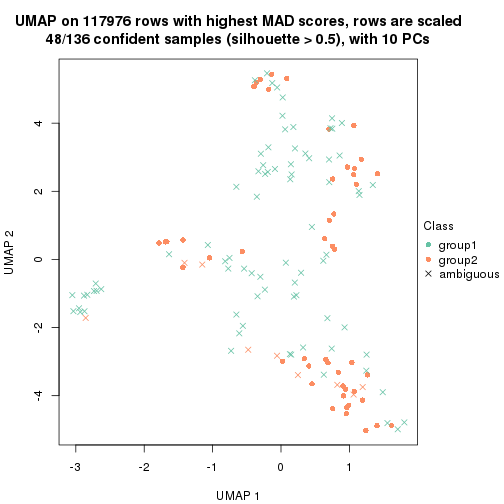 UMAP on 117976 rows with highest MAD scores, rows are scaled
48/136 confident samples (silhouette > 0.5), with 10 PCs
4
2
0
-2
-4
UMAP 2
-3
-2
-1
0
1
UMAP 1
Class
group1
group2
ambiguous